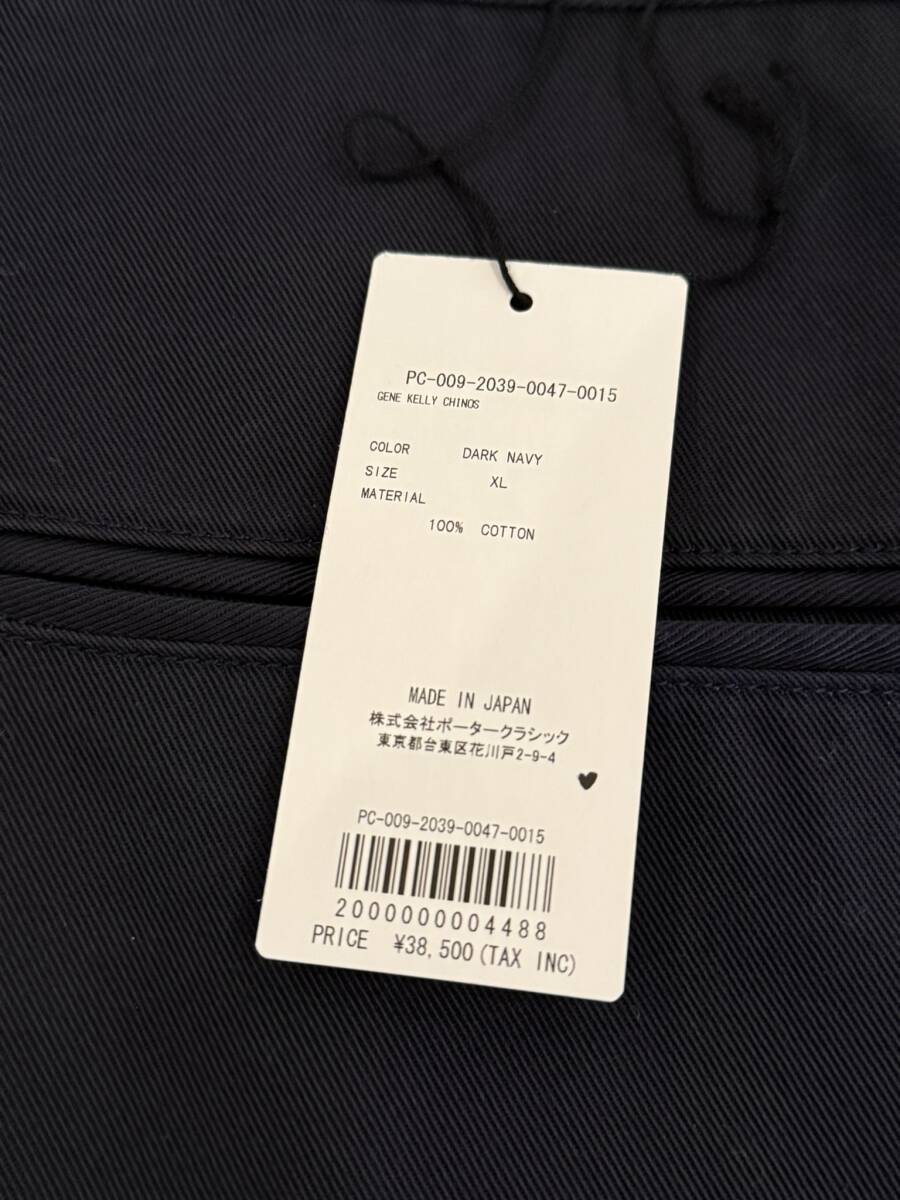 PC-009-2039-0047-0015
GENE KELLY CHINOS
COLOR DARK NAVY
SIZE XL
MATERIAL
100% COTTON
MADE IN JAPAN
株式会社ポータークラシック
東京都台東区花川戸2-9-4
PC-009-2039-0047-0015
2000000004488
PRICE ¥38,500(TAX INC)